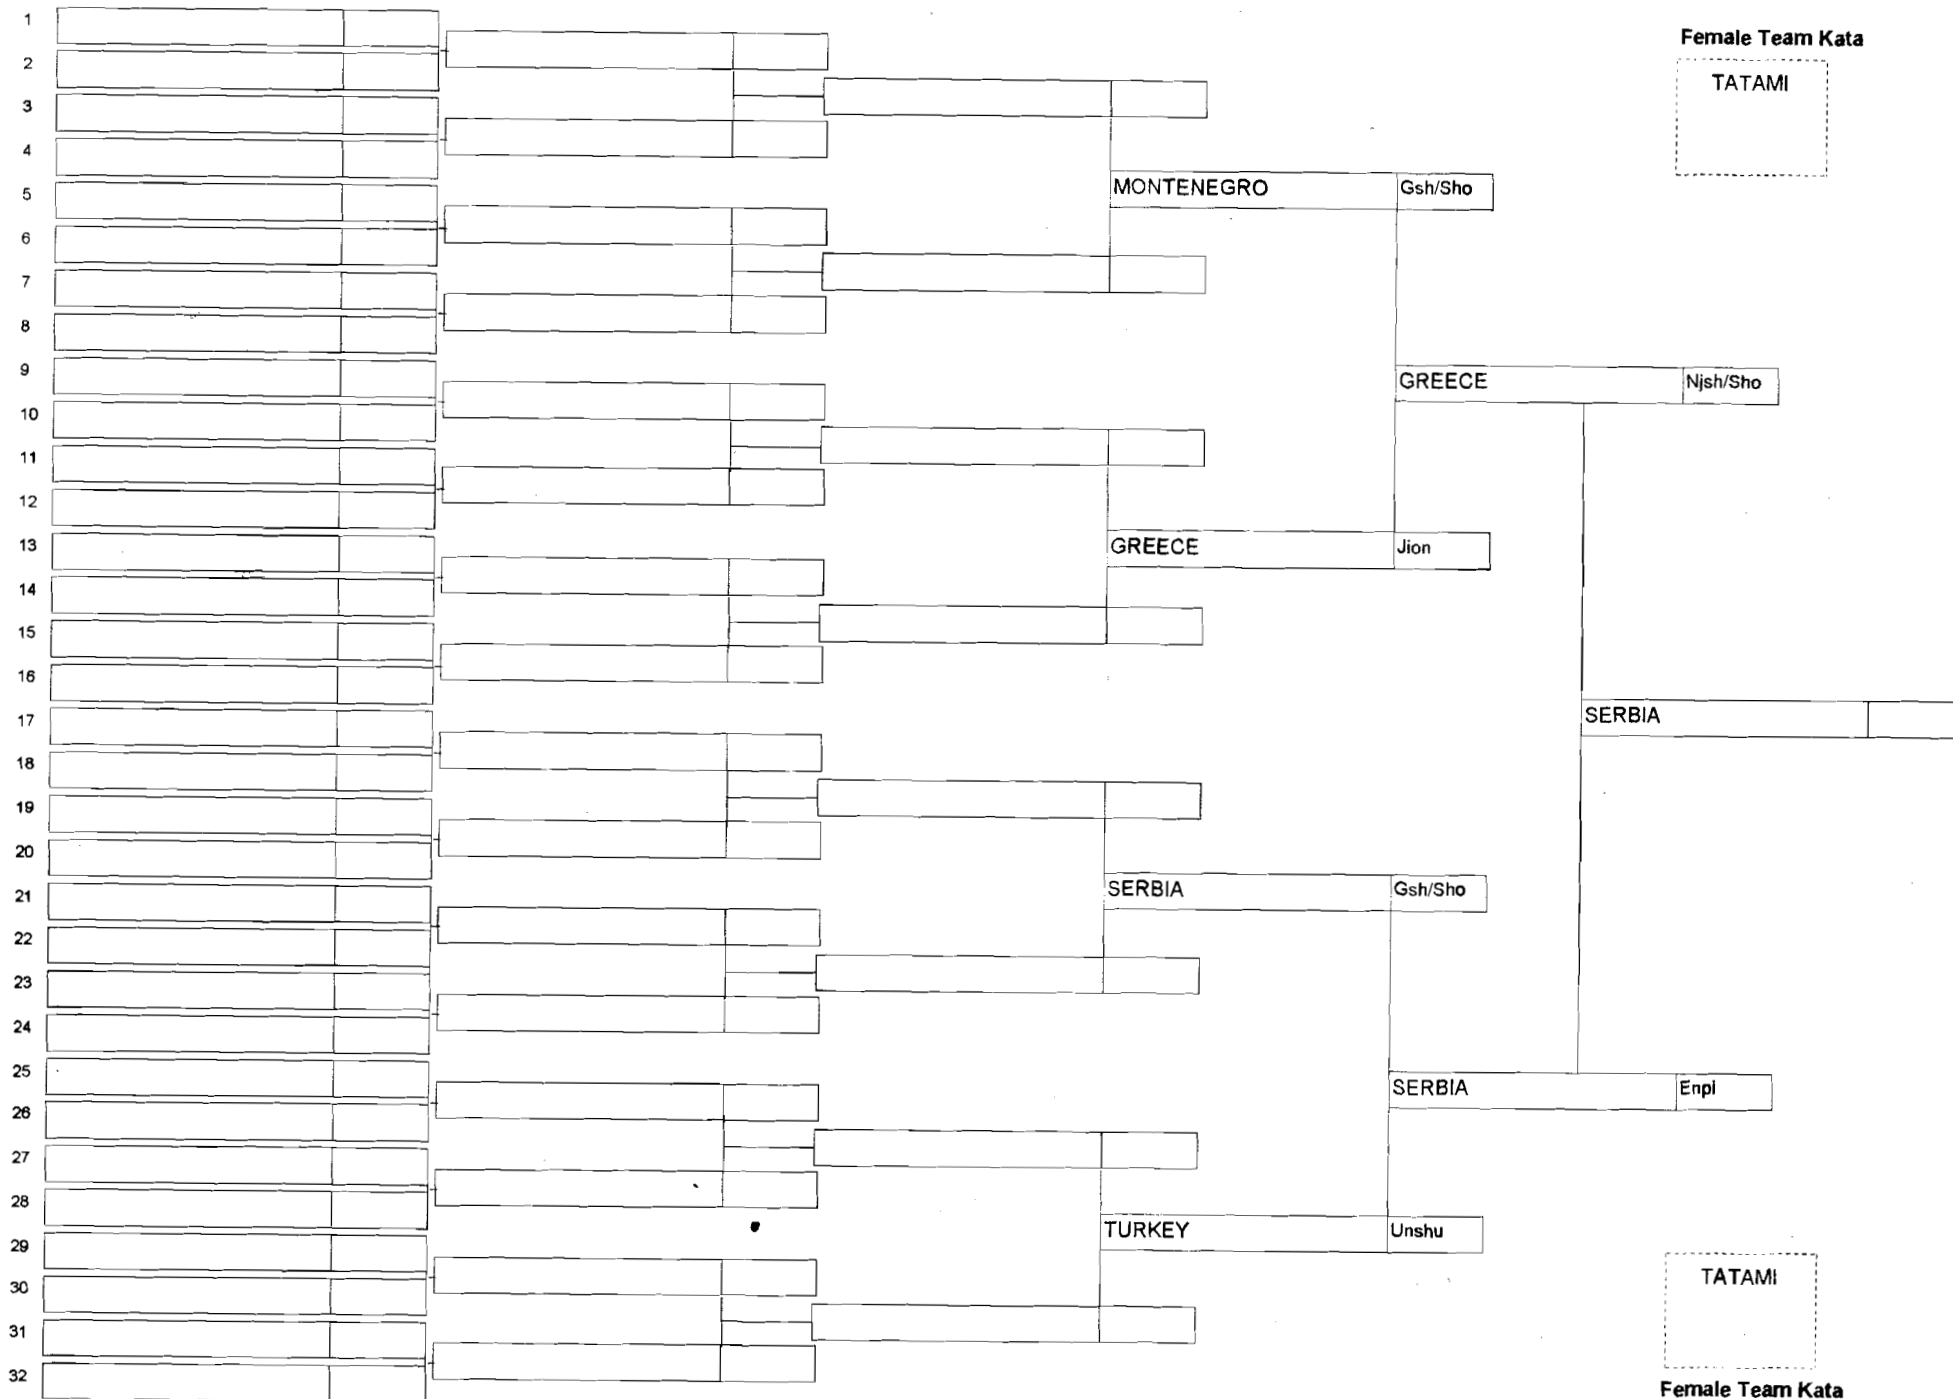 Female Team Kata
TATAMI
1
2
3
4
5
6
7
8
9
10
11
12
13
14
15
16
17
18
19
20
21
22
23
24
25
26
27
28
29
30
31
32
MONTENEGRO Gsh/Sho
GREECE Njsh/Sho
GREECE Jion
SERBIA
SERBIA Gsh/Sho
SERBIA Enpi
TURKEY Unshu
TATAMI
Female Team Kata